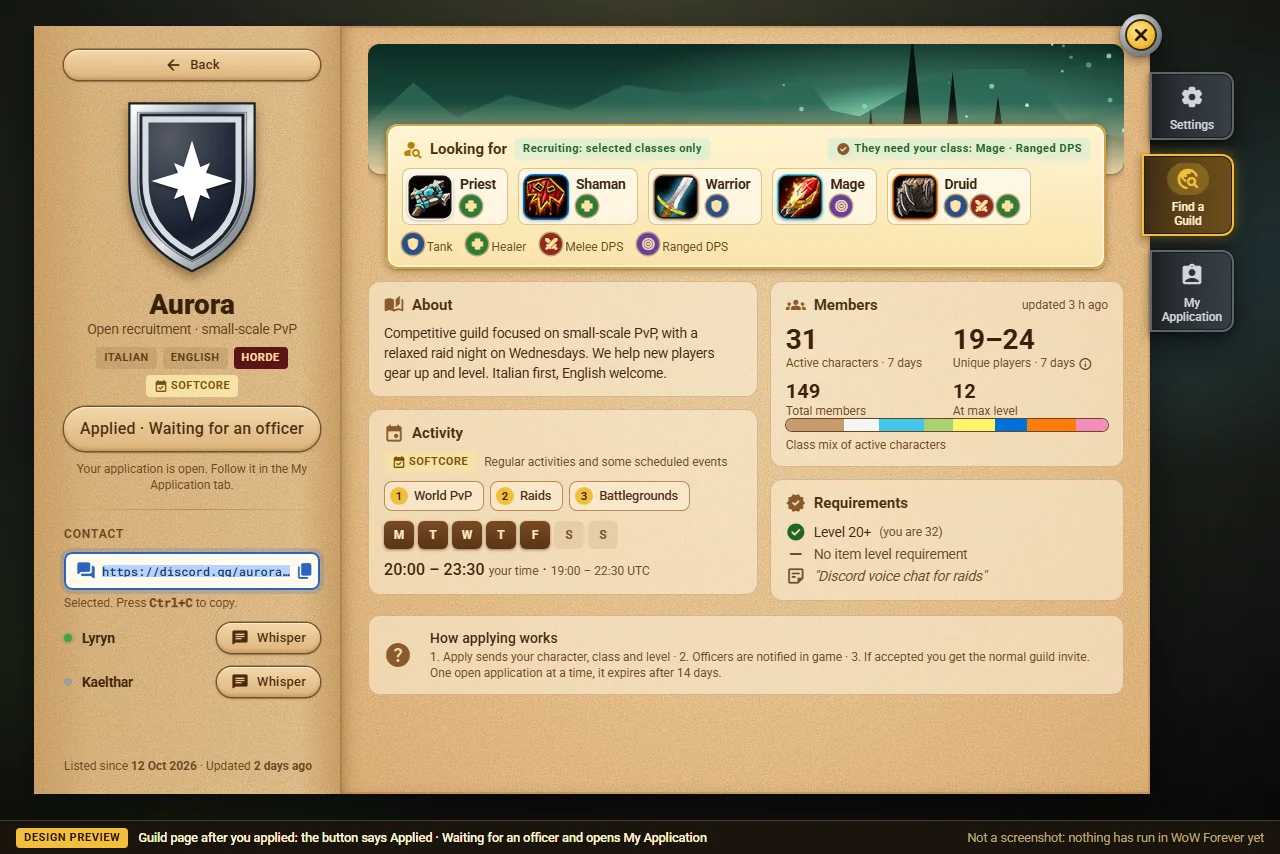 Back
Aurora
Open recruitment · small-scale PvP
ITALIAN ENGLISH HORDE
SOFTCORE
Applied · Waiting for an officer
Your application is open. Follow it in the My
Application tab.
CONTACT
https://discord.gg/aurora…
Selected. Press Ctrl+C to copy.
Lyryn Whisper
Kaelthar Whisper
Listed since 12 Oct 2026 · Updated 2 days ago
Looking for Recruiting: selected classes only They need your class: Mage · Ranged DPS
Priest Shaman Warrior Mage Druid
Tank Healer Melee DPS Ranged DPS
About
Competitive guild focused on small-scale PvP, with a
relaxed raid night on Wednesdays. We help new players
gear up and level. Italian first, English welcome.
Activity
SOFTCORE Regular activities and some scheduled events
1 World PvP 2 Raids 3 Battlegrounds
M T W T F S S
20:00 – 23:30 your time · 19:00 – 22:30 UTC
Members updated 3 h ago
31 19–24
Active characters · 7 days Unique players · 7 days
149 12
Total members At max level
Class mix of active characters
Requirements
Level 20+ (you are 32)
No item level requirement
"Discord voice chat for raids"
How applying works
1. Apply sends your character, class and level · 2. Officers are notified in game · 3. If accepted you get the normal guild invite.
One open application at a time, it expires after 14 days.
Settings
Find a
Guild
My
Application
DESIGN PREVIEW Guild page after you applied: the button says Applied · Waiting for an officer and opens My Application Not a screenshot: nothing has run in WoW Forever yet